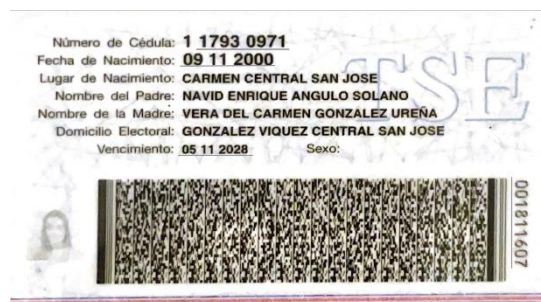 Número de Cédula: 1 1793 0971
Fecha de Nacimiento: 09 11 2000
Lugar de Nacimiento: CARMEN CENTRAL SAN JOSE
Nombre del Padre: NAVID ENRIQUE ANGULO SOLANO
Nombre de la Madre: VERA DEL CARMEN GONZALEZ UREÑA
Domicilio Electoral: GONZALEZ VIQUEZ CENTRAL SAN JOSE
Vencimiento: 05 11 2028 Sexo:
TSE
001811607